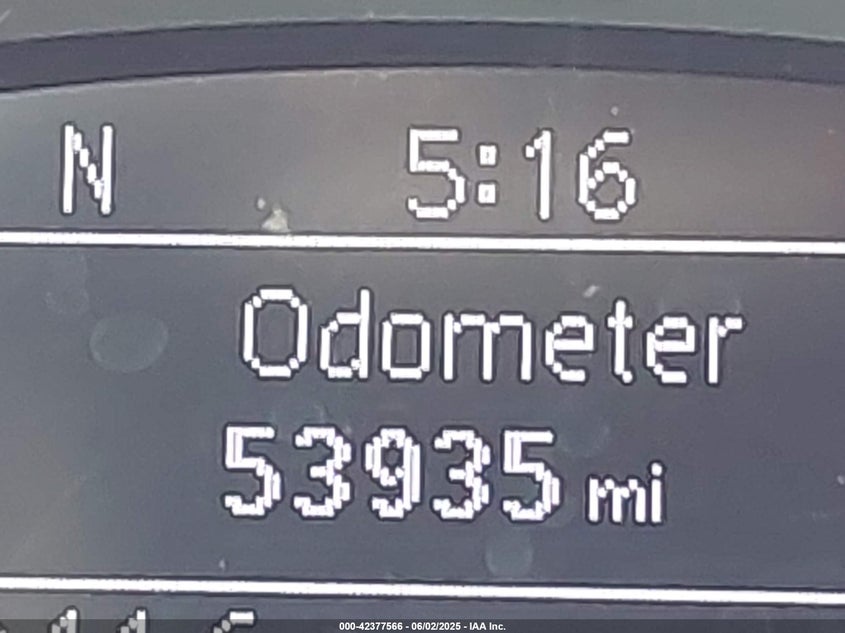 N 5:16
Odometer
53935 mi
000-42377566 - 06/02/2025 - IAA Inc.